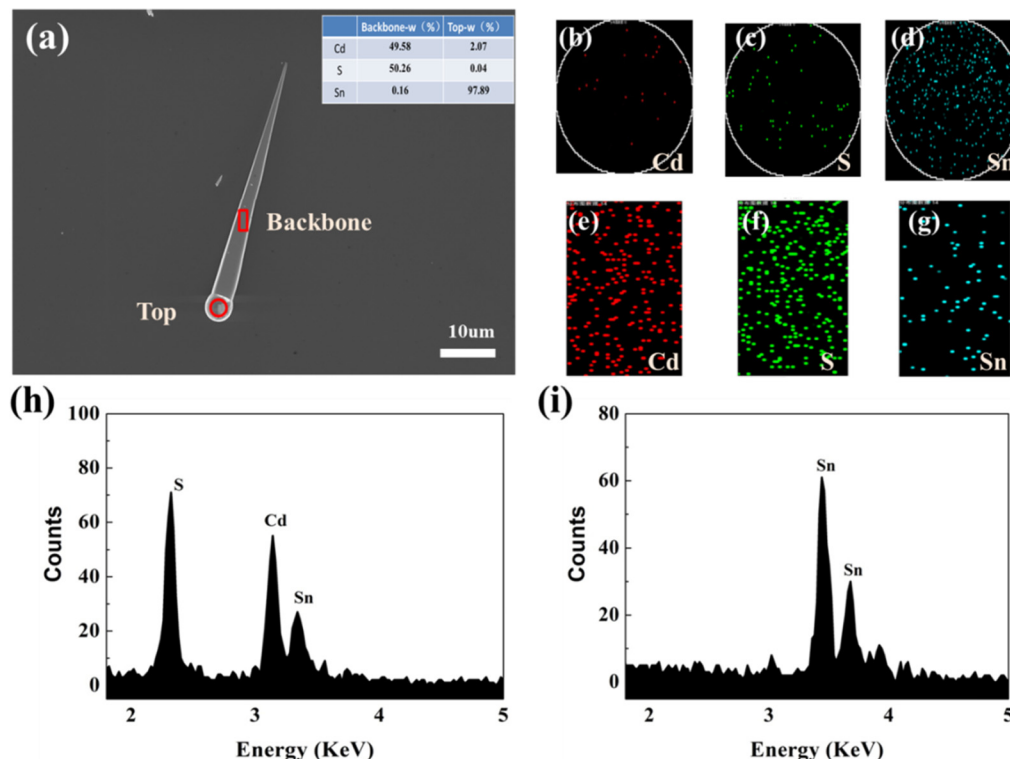 (a)
Backbone-w（%） Top-w（%）
Cd 49.58 2.07
S 50.26 0.04
Sn 0.16 97.89
Backbone
Top
10um
(b)
Cd
(c)
S
(d)
Sn
(e)
Cd
(f)
S
(g)
Sn
(h)
100
80
60
40
20
0
Counts
S
Cd
Sn
2 3 4 5
Energy (KeV)
(i)
80
60
40
20
0
Counts
Sn
Sn
2 3 4 5
Energy (KeV)